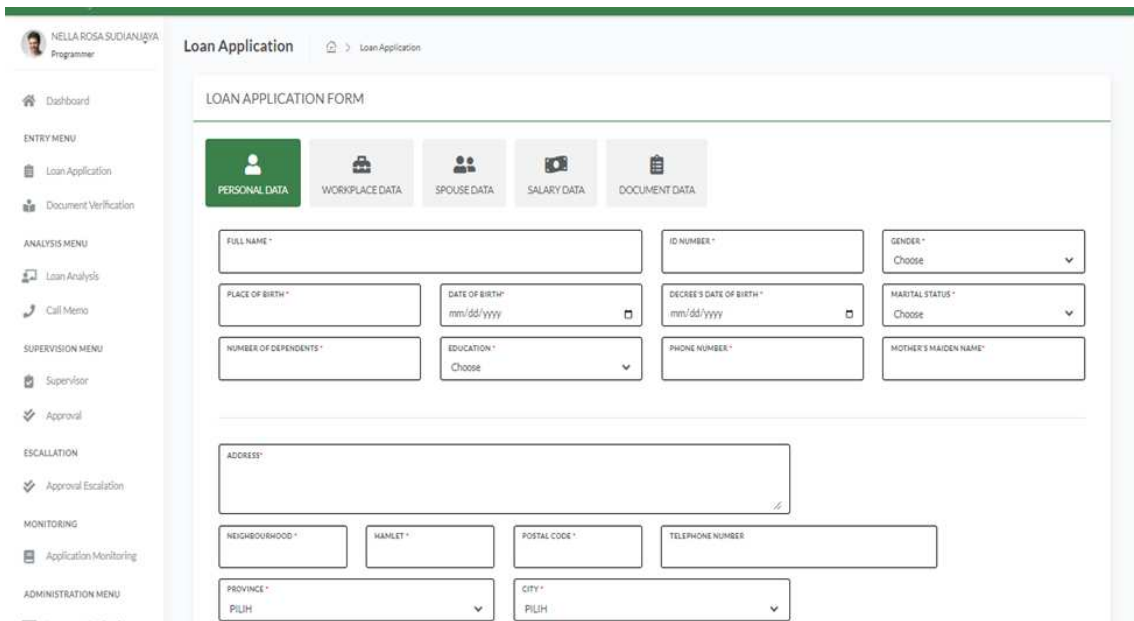 NELLA ROSA SUDIANJAYA
Programmer
Dashboard
ENTRY MENU
Loan Application
Document Verification
ANALYSIS MENU
Loan Analysis
Call Memo
SUPERVISION MENU
Supervisor
Approval
ESCALLATION
Approval Escalation
MONITORING
Application Monitoring
ADMINISTRATION MENU
Loan Application > Loan Application
LOAN APPLICATION FORM
PERSONAL DATA WORKPLACE DATA SPOUSE DATA SALARY DATA DOCUMENT DATA
FULL NAME * ID NUMBER * GENDER *
Choose
PLACE OF BIRTH * DATE OF BIRTH* DECREE'S DATE OF BIRTH * MARITAL STATUS *
mm/dd/yyyy mm/dd/yyyy Choose
NUMBER OF DEPENDENTS * EDUCATION * PHONE NUMBER * MOTHER'S MAIDEN NAME*
Choose
ADDRESS*
NEIGHBOURHOOD * HAMLET * POSTAL CODE * TELEPHONE NUMBER
PROVINCE * CITY *
PILIH PILIH